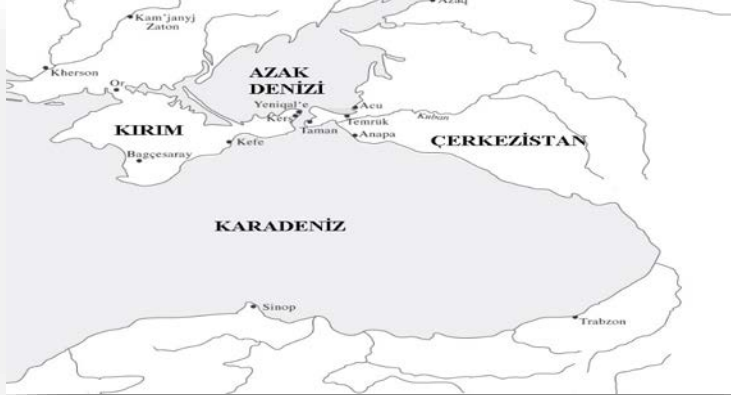 Azaq
Kam'janyj
Zaton
Kherson
Or
AZAK
DENİZİ
Yeniqal'e
Kerş
Acu
Taman
Temrük
Kuban
Anapa
KIRIM
Kefe
ÇERKEZİSTAN
Bagçesaray
KARADENİZ
Sinop
Trabzon